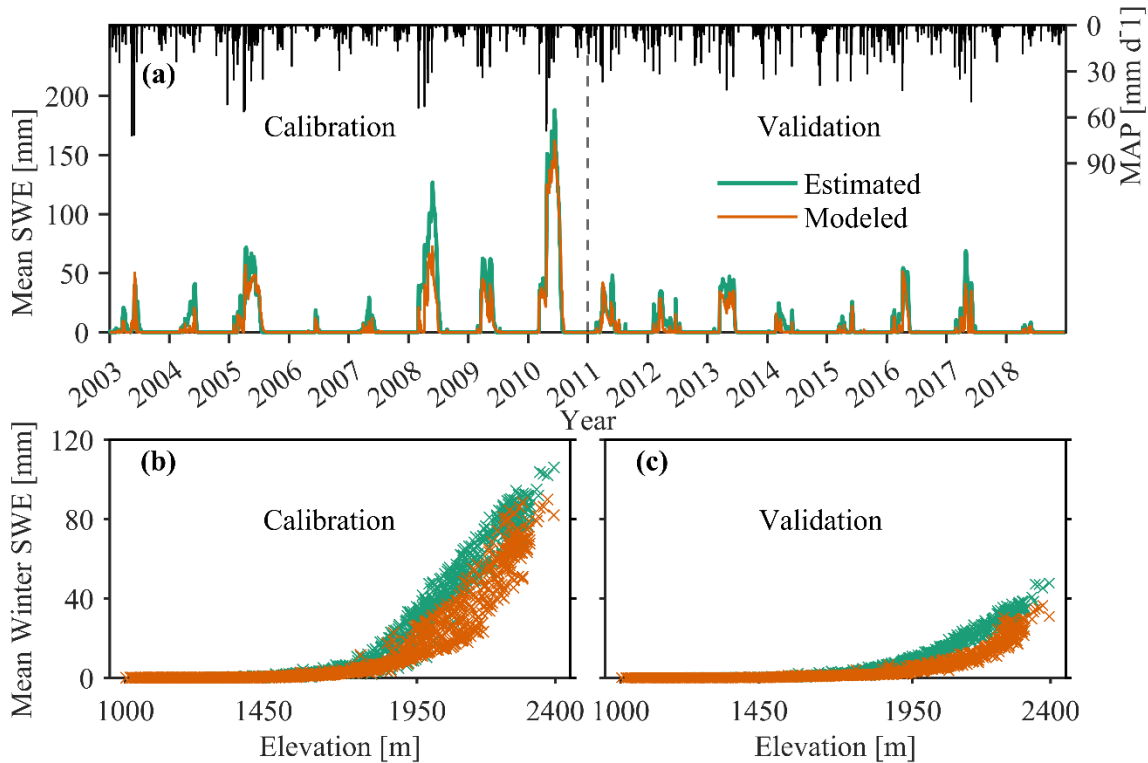 (a)
Calibration
Validation
Estimated
Modeled
Mean SWE [mm]
200
150
100
50
0
MAP [mm d 1]
0
30
60
90
2003 2004 2005 2006 2007 2008 2009 2010 2011 2012 2013 2014 2015 2016 2017 2018
Year
(b)
Calibration
Mean Winter SWE [mm]
120
80
40
0
1000 1450 1950 2400
Elevation [m]
(c)
Validation
1000 1450 1950 2400
Elevation [m]